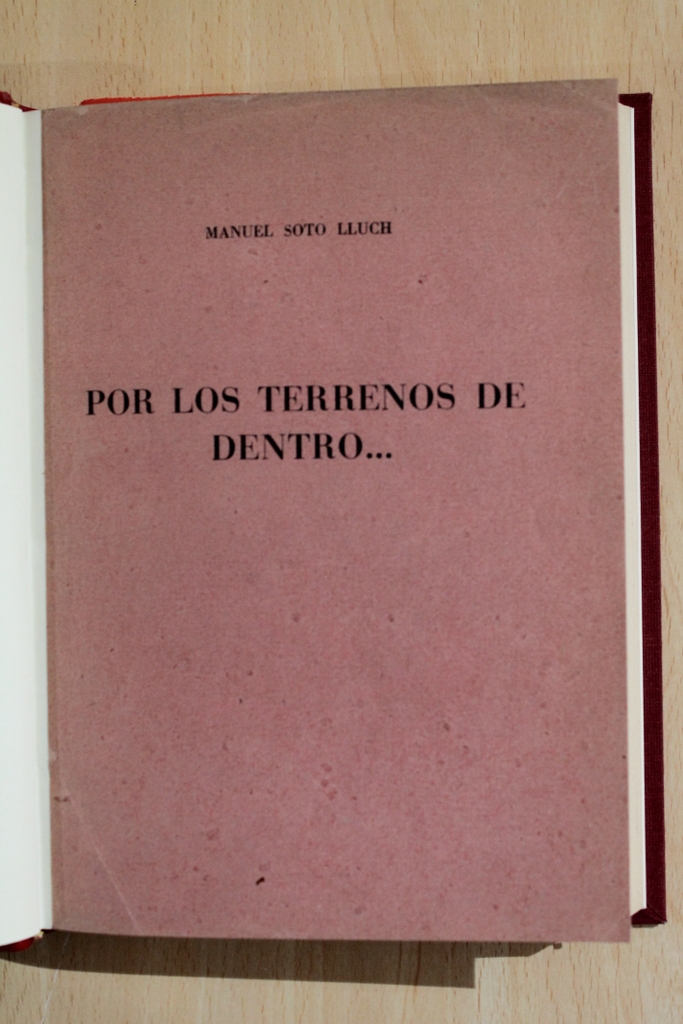 MANUEL SOTO LLUCH
POR LOS TERRENOS DE
DENTRO...